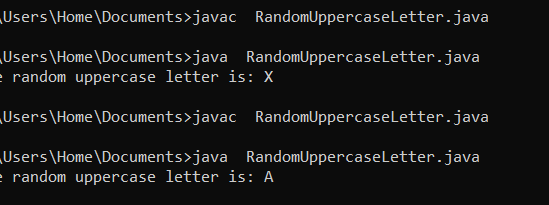 \Users\Home\Documents>javac  RandomUppercaseLetter.java
\Users\Home\Documents>java  RandomUppercaseLetter.java
e random uppercase letter is: X
\Users\Home\Documents>javac  RandomUppercaseLetter.java
\Users\Home\Documents>java  RandomUppercaseLetter.java
e random uppercase letter is: A